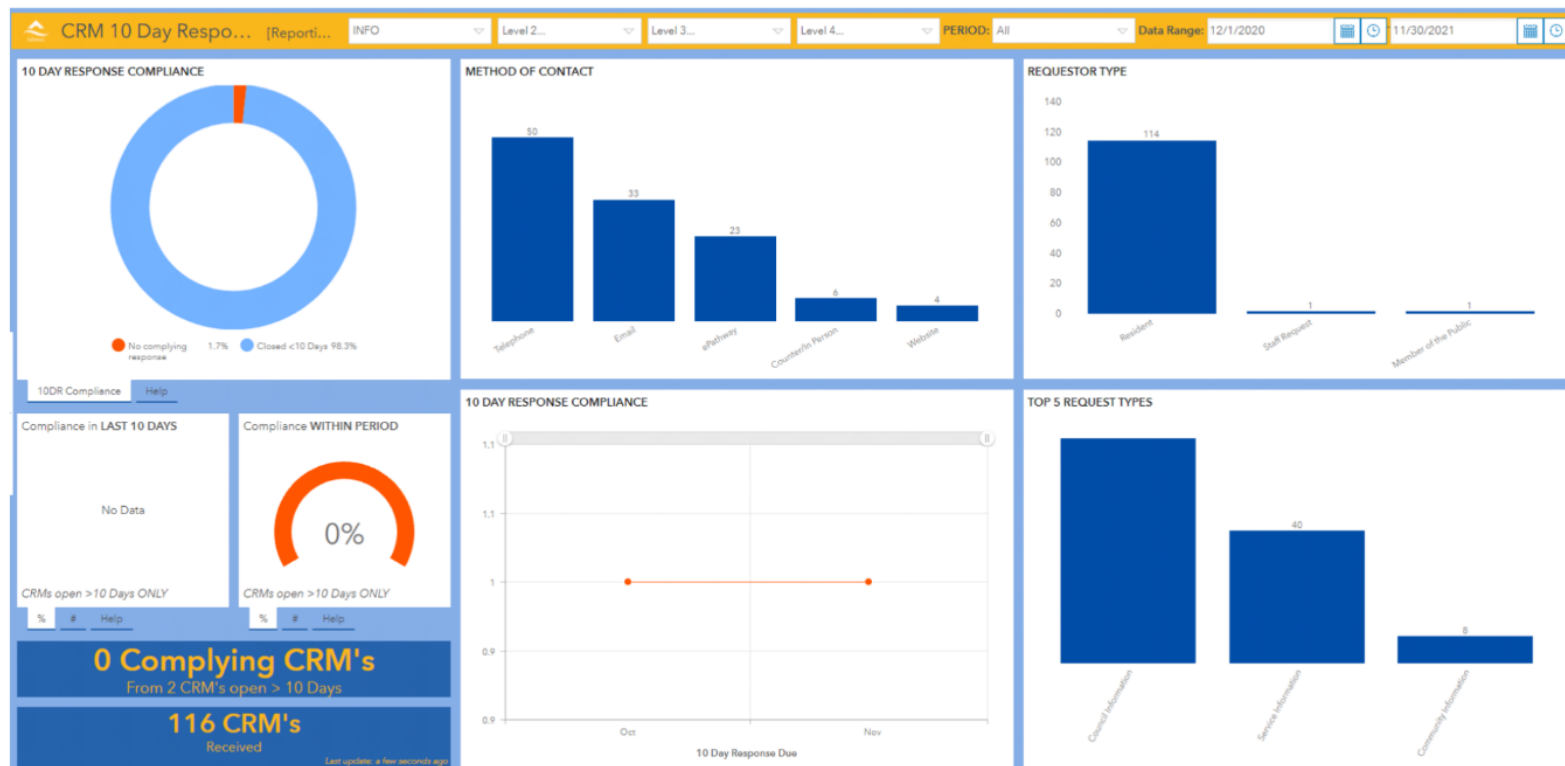 CRM 10 Day Respo... [Reporti... INFO Level 2... Level 3... Level 4... PERIOD: All Data Range: 12/1/2020 11/30/2021
10 DAY RESPONSE COMPLIANCE
No complying response 1.7% Closed <10 Days 98.3%
10DR Compliance Help
METHOD OF CONTACT
50
33
23
6
4
Telephone
Email
ePathway
Counter/In Person
Website
REQUESTOR TYPE
140
120
100
80
60
40
20
0
114
1
1
Resident
Staff Request
Member of the Public
Compliance in LAST 10 DAYS
No Data
CRMs open >10 Days ONLY
% # Help
Compliance WITHIN PERIOD
0%
CRMs open >10 Days ONLY
% # Help
0 Complying CRM's
From 2 CRM's open > 10 Days
116 CRM's
Received
Last update: a few seconds ago
10 DAY RESPONSE COMPLIANCE
1.1
1.1
1
0.9
0.9
Oct Nov
10 Day Response Due
TOP 5 REQUEST TYPES
40
8
Council Information
Service Information
Community Information